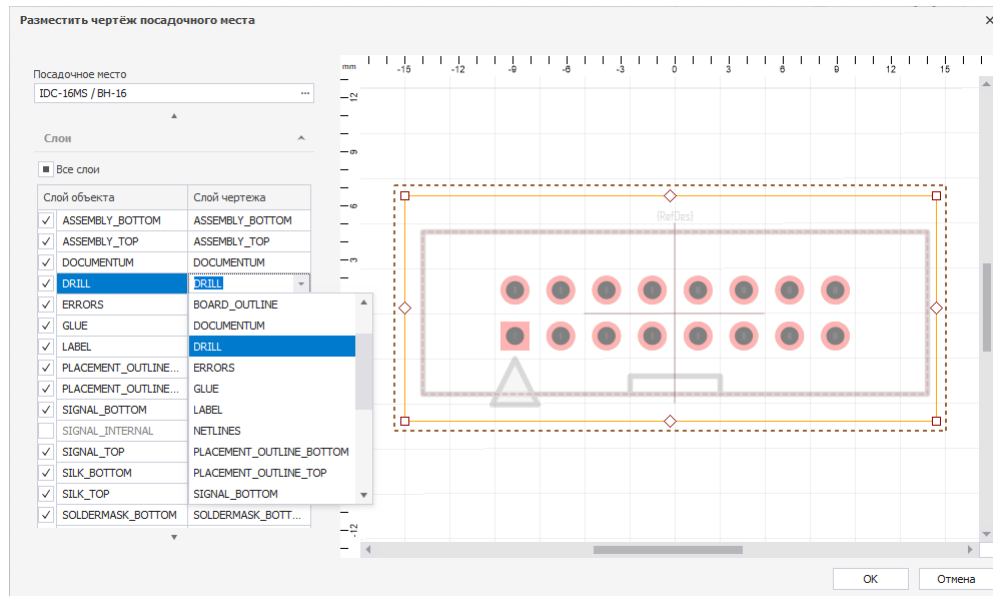 Разместить чертёж посадочного места
Посадочное место
IDC-16MS / BH-16
Слои
Все слои
Слой объекта Слой чертежа
ASSEMBLY_BOTTOM ASSEMBLY_BOTTOM
ASSEMBLY_TOP ASSEMBLY_TOP
DOCUMENTUM DOCUMENTUM
DRILL DRILL
ERRORS BOARD_OUTLINE
GLUE DOCUMENTUM
LABEL DRILL
PLACEMENT_OUTLINE... ERRORS
PLACEMENT_OUTLINE... GLUE
SIGNAL_BOTTOM LABEL
SIGNAL_INTERNAL NETLINES
SIGNAL_TOP PLACEMENT_OUTLINE_BOTTOM
SILK_BOTTOM PLACEMENT_OUTLINE_TOP
SILK_TOP SIGNAL_BOTTOM
SOLDERMASK_BOTTOM SOLDERMASK_BOTT...
mm -15 -12 -9 -6 -3 0 3 6 9 12 15
12
9
6
3
-12
{RefDes}
OK Отмена